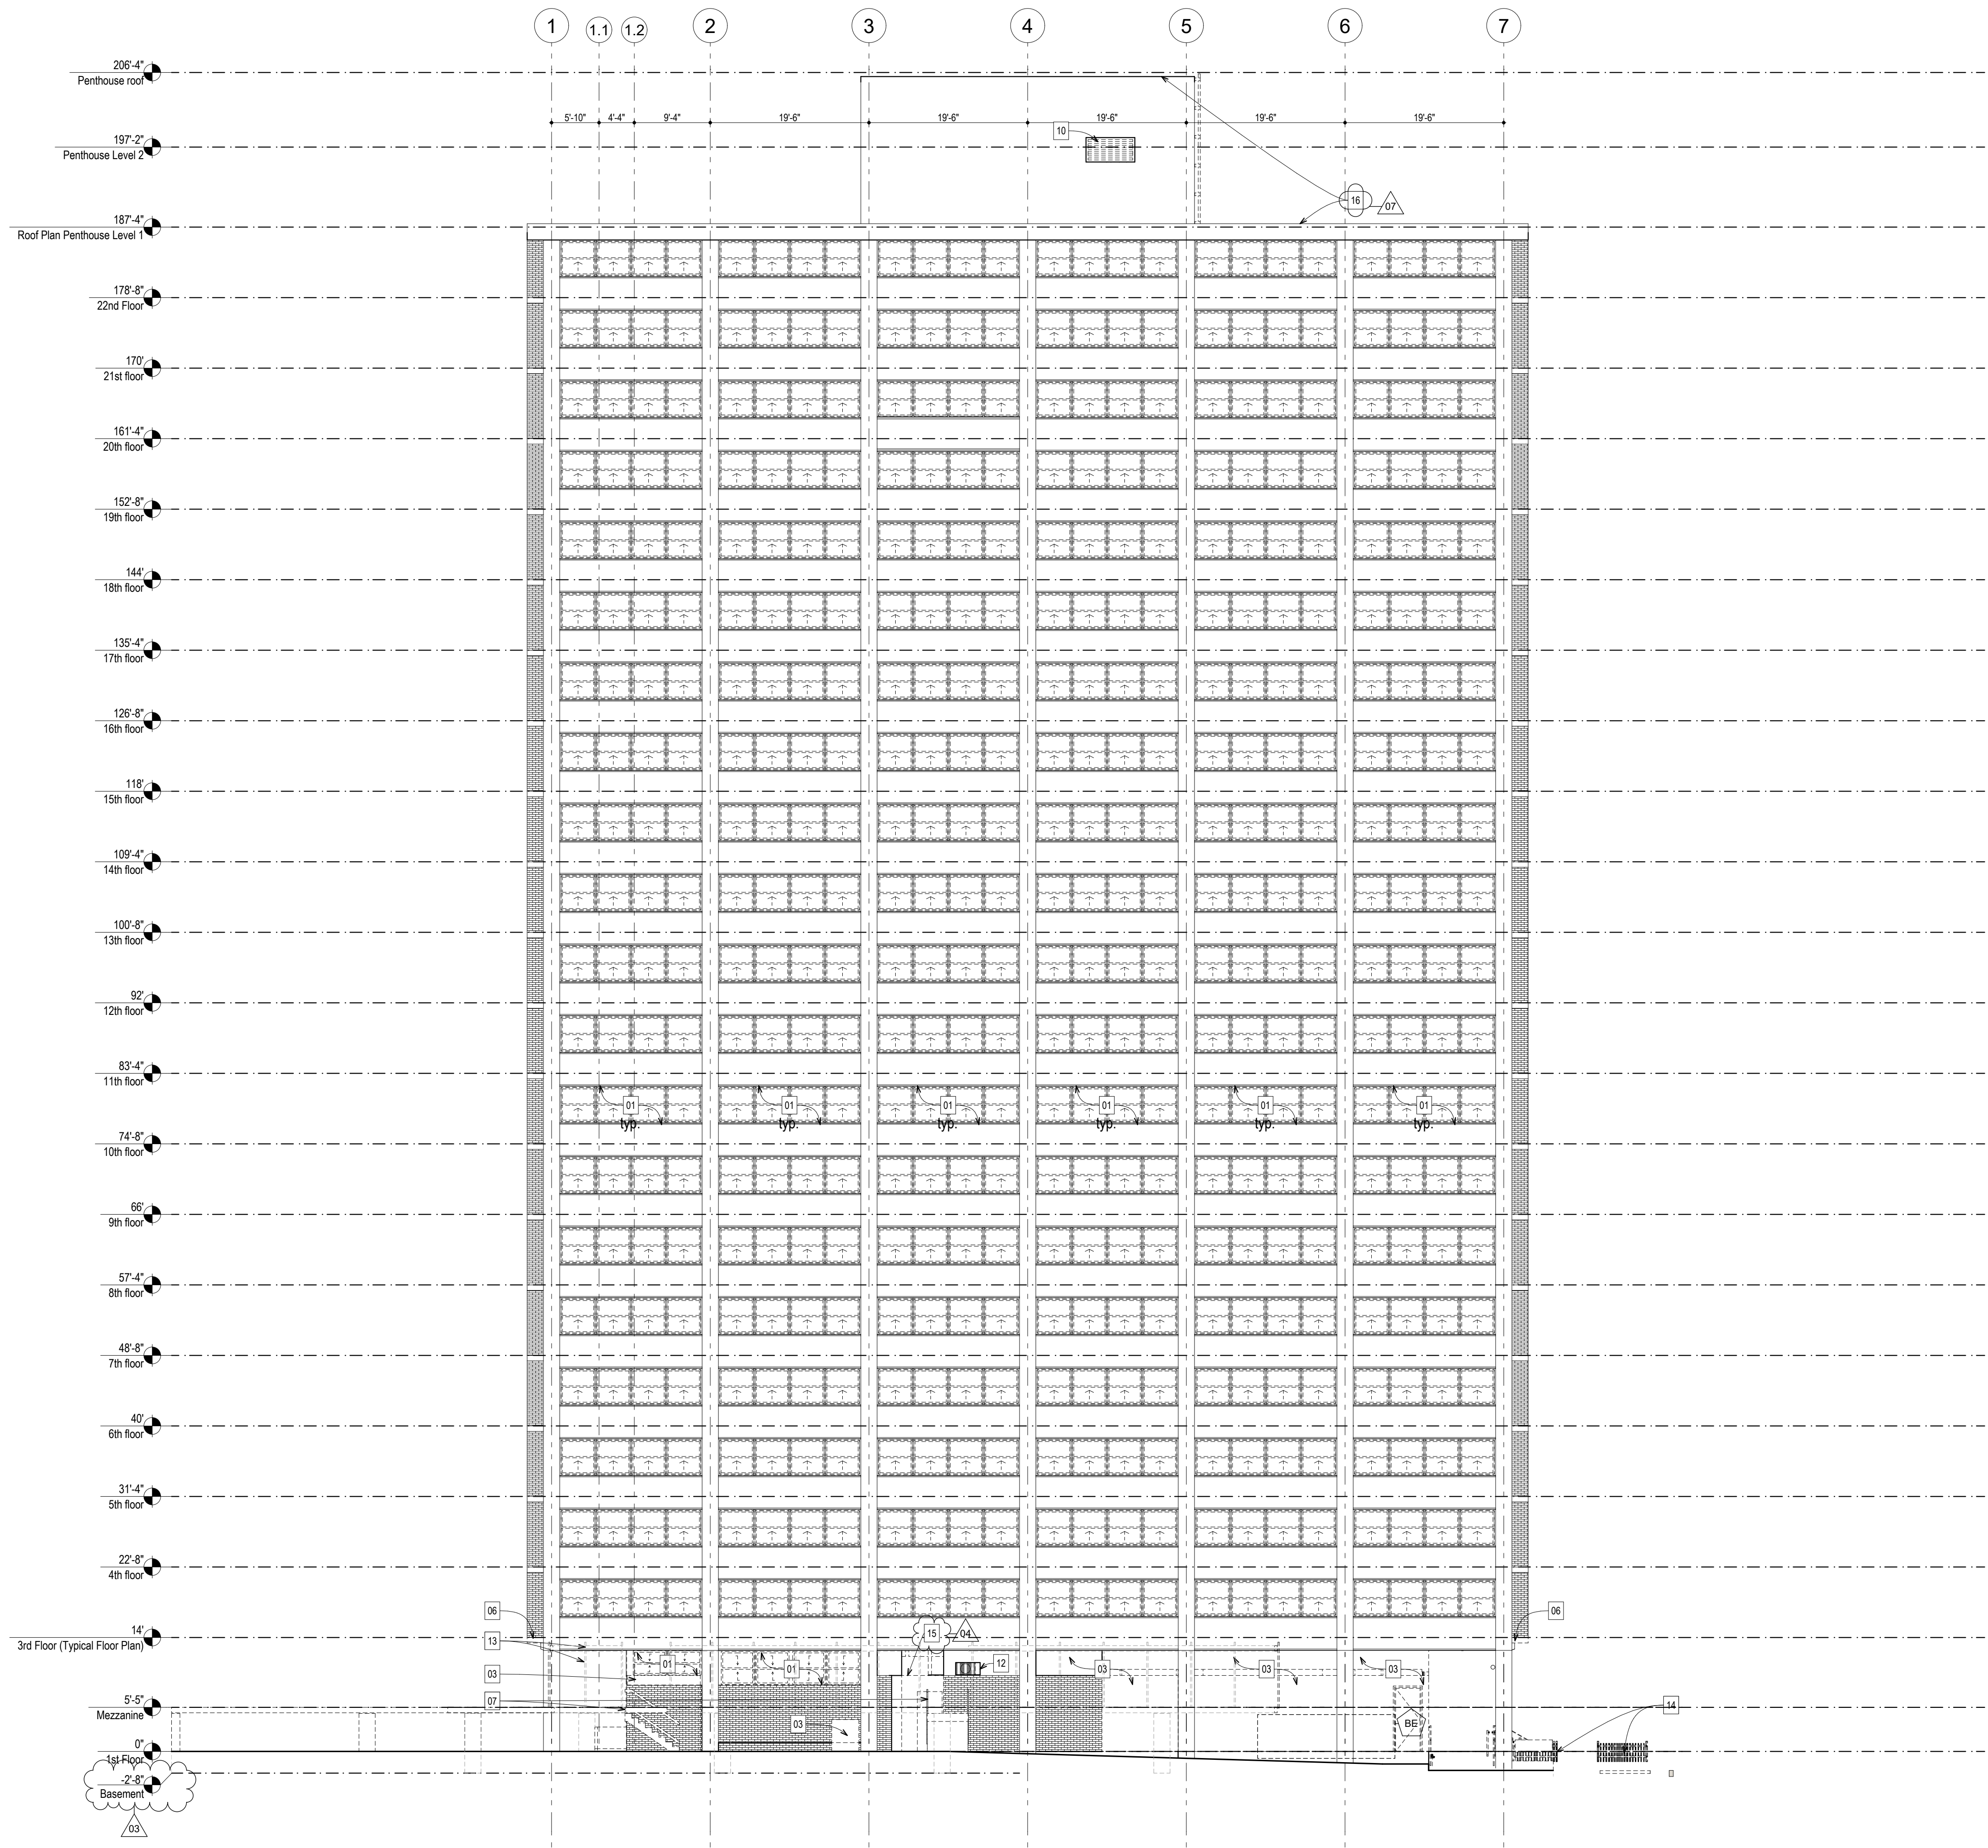 1 1.1 1.2 2 3 4 5 6 7
206'-4"
Penthouse roof
5'-10" 4'-4" 9'-4" 19'-6" 19'-6" 19'-6" 19'-6" 19'-6"
10
197'-2"
Penthouse Level 2
16 07
187'-4"
Roof Plan Penthouse Level 1
178'-8"
22nd Floor
170'
21st floor
161'-4"
20th floor
152'-8"
19th floor
144'
18th floor
135'-4"
17th floor
126'-8"
16th floor
118'
15th floor
109'-4"
14th floor
100'-8"
13th floor
92'
12th floor
83'-4"
11th floor
01 01 01 01 01 01
typ. typ. typ. typ. typ. typ.
74'-8"
10th floor
66'
9th floor
57'-4"
8th floor
48'-8"
7th floor
40'
6th floor
31'-4"
5th floor
22'-8"
4th floor
06 06
14'
3rd Floor (Typical Floor Plan)
13 15 04
01 01 12 03 03 03
03
07 14
5'-5"
Mezzanine
03 BE
0"
1st Floor
-2'-8"
Basement
03